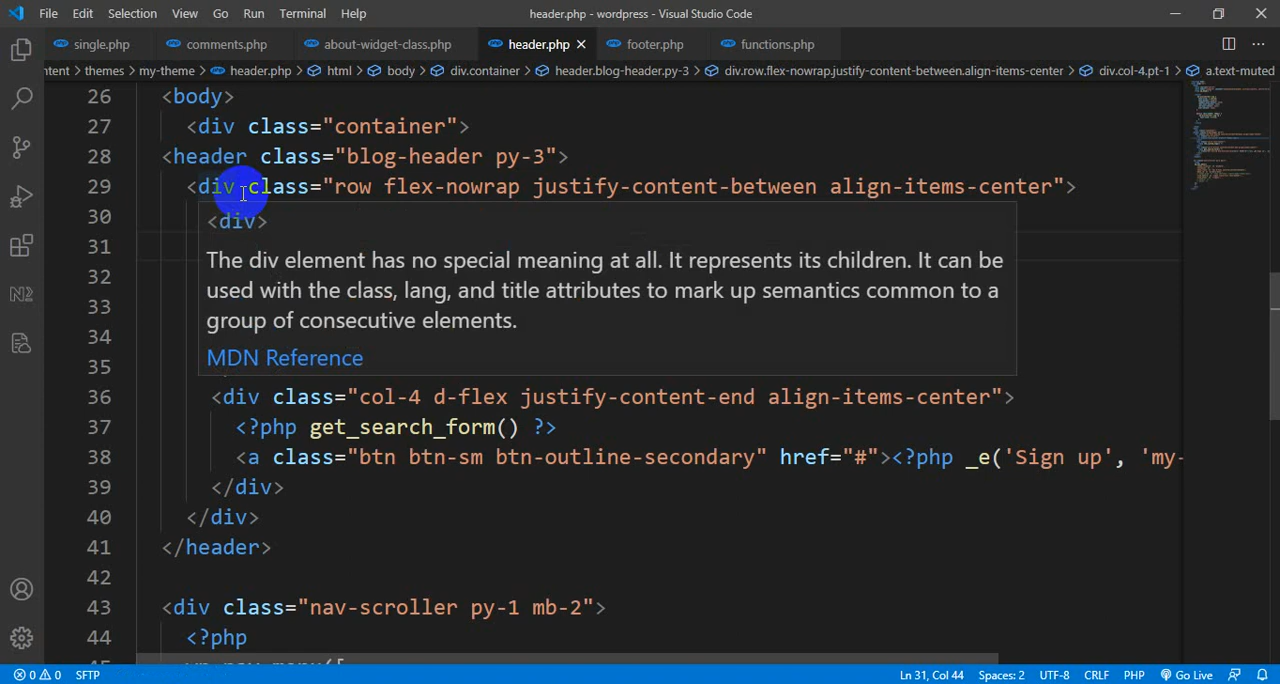 File Edit Selection View Go Run Terminal Help header.php - wordpress - Visual Studio Code
single.php comments.php about-widget-class.php header.php footer.php functions.php
ntent > themes > my-theme > header.php > html > body > div.container > header.blog-header.py-3 > div.row.flex-nowrap.justify-content-between.align-items-center > div.col-4.pt-1 > a.text-muted
26 <body>
27 <div class="container">
28 <header class="blog-header py-3">
29 <div class="row flex-nowrap justify-content-between align-items-center">
30 <div>
31
The div element has no special meaning at all. It represents its children. It can be
32 used with the class, lang, and title attributes to mark up semantics common to a
33 group of consecutive elements.
34
35 MDN Reference
36 <div class="col-4 d-flex justify-content-end align-items-center">
37 <?php get_search_form() ?>
38 <a class="btn btn-sm btn-outline-secondary" href="#"><?php _e('Sign up', 'my-
39 </div>
40 </div>
41 </header>
42
43 <div class="nav-scroller py-1 mb-2">
44 <?php
0 0 SFTP Ln 31, Col 44 Spaces: 2 UTF-8 CRLF PHP Go Live